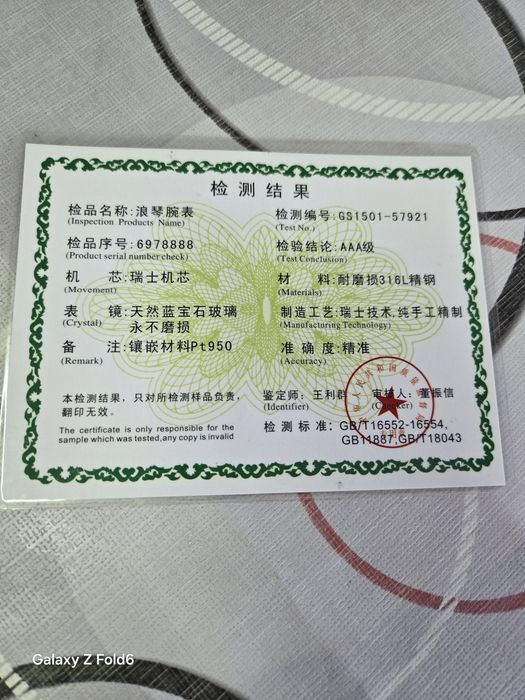 检测结果
检品名称:浪琴腕表 检测编号:GS1501-57921
(Inspection Products Name) (Test No.)
检品序号:6978888 检验结论:AAA级
(Product serial number check) (Test Conclusion)
机 芯:瑞士机芯 材 料:耐磨损316L精钢
(Movement) (Materials)
表 镜:天然蓝宝石玻璃 制造工艺:瑞士技术,纯手工精制
(Crystal) 永不磨损 (Manufacturing Technology)
备 注:镶嵌材料Pt950 准 确 度:精准
(Remark) (Accuracy)
本检测结果,只对所检测样品负责, 鉴定师:王利群 审核人:董振信
翻印无效。 (Identifier)
The certificate is only responsible for the 检测标准:GB/T16552-16554,
sample which was tested,any copy is invalid GB11887,GB/T18043
Galaxy Z Fold6